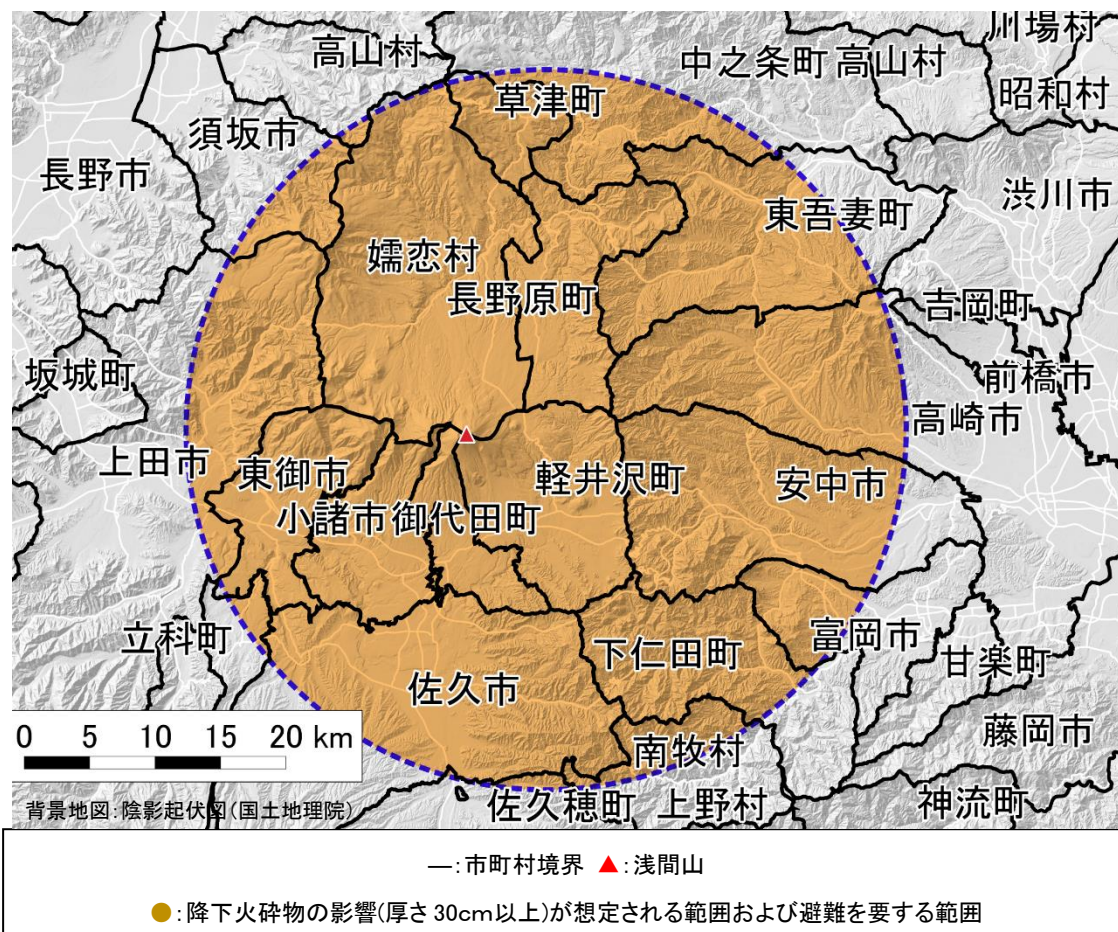 川場村
高山村
中之条町
高山村
草津町
昭和村
須坂市
長野市
渋川市
東吾妻町
嬬恋村
長野原町
吉岡町
坂城町
前橋市
高崎市
上田市
東御市
軽井沢町
安中市
小諸市
御代田町
立科町
下仁田町
富岡市
甘楽町
佐久市
藤岡市
南牧村
0 5 10 15 20 km
佐久穂町
上野村
神流町
背景地図:陰影起伏図(国土地理院)
―:市町村境界 ▲:浅間山
●:降下火砕物の影響(厚さ30cm以上)が想定される範囲および避難を要する範囲